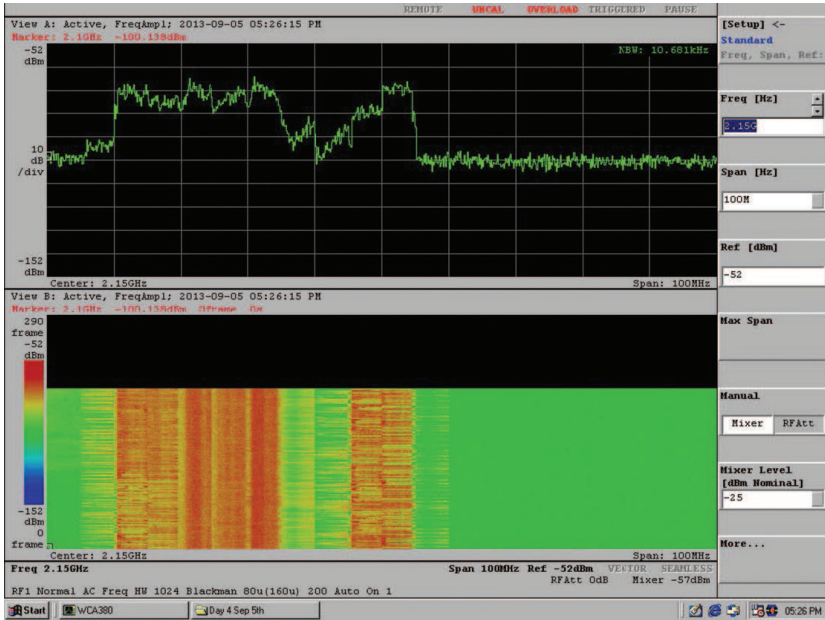 REMOTE UNCAL OVERLOAD TRIGGERED PAUSE
View A: Active, FreqAmpl; 2013-09-05 05:26:15 PM
Marker: 2.1GHz -100.138dBm
-52
dBm
NBW: 10.681kHz
10
dB
/div
-152
dBm
Center: 2.15GHz Span: 100MHz
View B: Active, FreqAmpl; 2013-09-05 05:26:15 PM
Marker: 2.1GHz -100.138dBm 0frame 0s
290
frame
-52
dBm
-152
dBm
0
frame
Center: 2.15GHz Span: 100MHz
Freq 2.15GHz Span 100MHz Ref -52dBm VECTOR SEAMLESS
RFAtt 0dB Mixer -57dBm
RF1 Normal AC Freq HW 1024 Blackman 80u(160u) 200 Auto On 1
[Setup] <-
Standard
Freq, Span, Ref:
Freq [Hz]
2.15G
Span [Hz]
100M
Ref [dBm]
-52
Max Span
Manual
Mixer RFAtt
Mixer Level
[dBm Nominal]
-25
More...
Start WCA380 Day 4 Sep 5th 05:26 PM